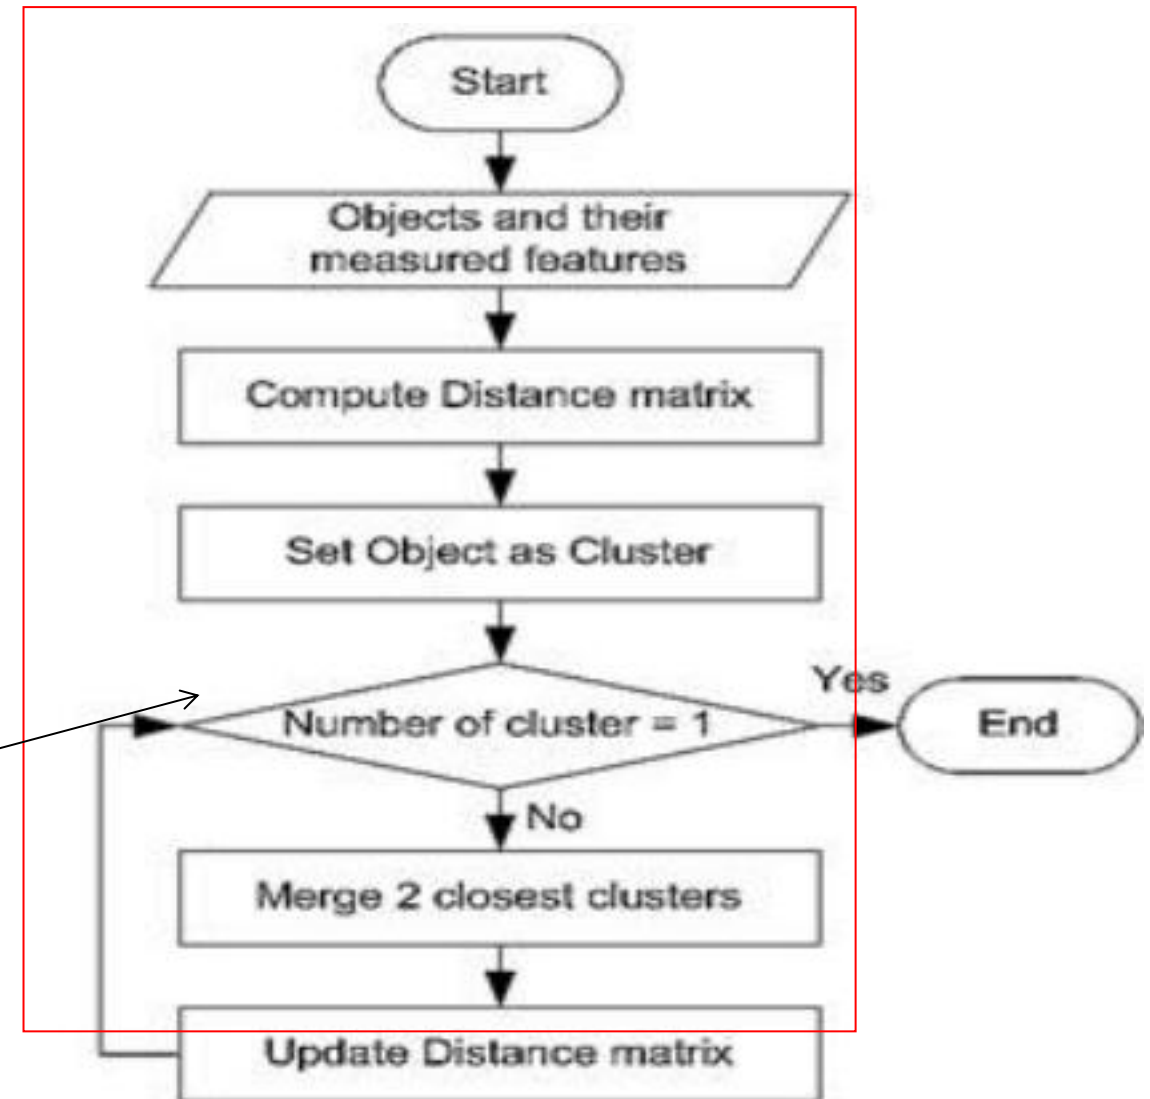 Start
Objects and their
measured features
Compute Distance matrix
Set Object as Cluster
Yes
Number of cluster = 1
End
No
Merge 2 closest clusters
Update Distance matrix